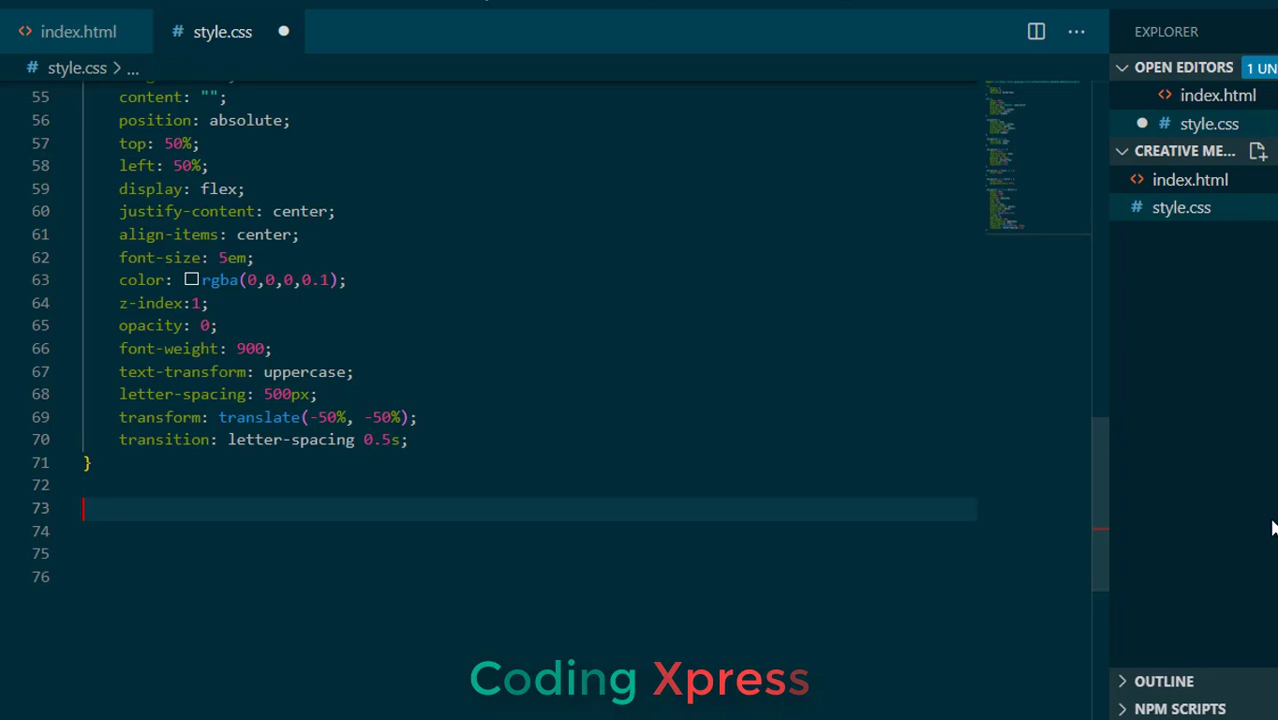 index.html
style.css
style.css > ...
55 content: "";
56 position: absolute;
57 top: 50%;
58 left: 50%;
59 display: flex;
60 justify-content: center;
61 align-items: center;
62 font-size: 5em;
63 color: rgba(0,0,0,0.1);
64 z-index:1;
65 opacity: 0;
66 font-weight: 900;
67 text-transform: uppercase;
68 letter-spacing: 500px;
69 transform: translate(-50%, -50%);
70 transition: letter-spacing 0.5s;
71 }
72
73
74
75
76
EXPLORER
OPEN EDITORS 1 UN
index.html
style.css
CREATIVE ME...
index.html
style.css
OUTLINE
NPM SCRIPTS
Coding Xpress